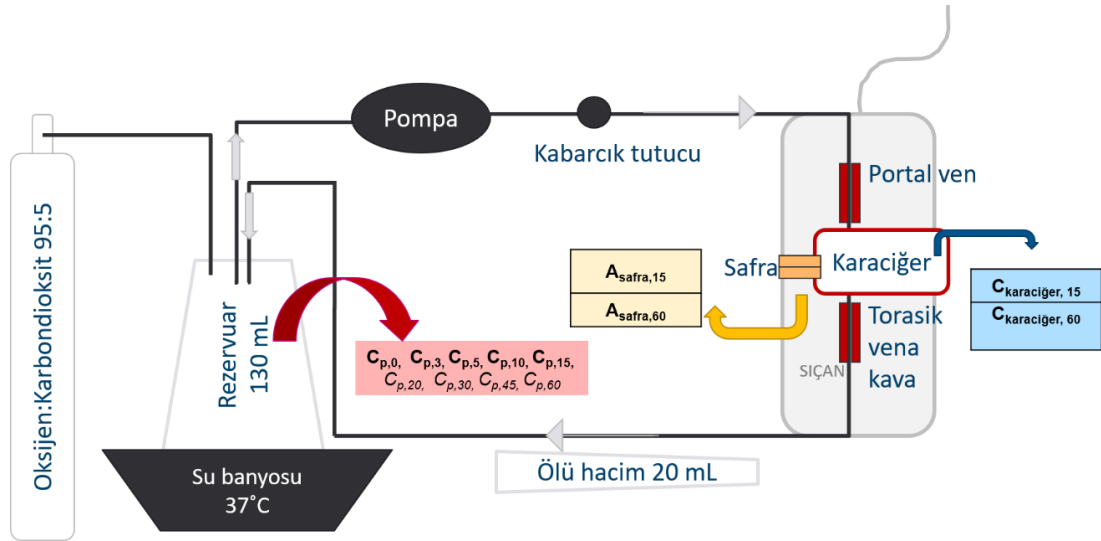 Oksijen:Karbondioksit 95:5
Rezervuar
130 mL
Su banyosu
37˚C
Pompa
Kabarcık tutucu
C p,0, C p,3, C p,5, C p,10, C p,15,
C p,20, C p,30, C p,45, C p,60
Ölü hacim 20 mL
A safra,15
A safra,60
Safra
Portal ven
Karaciğer
Torasik
vena
kava
SIÇAN
C karaciğer, 15
C karaciğer, 60